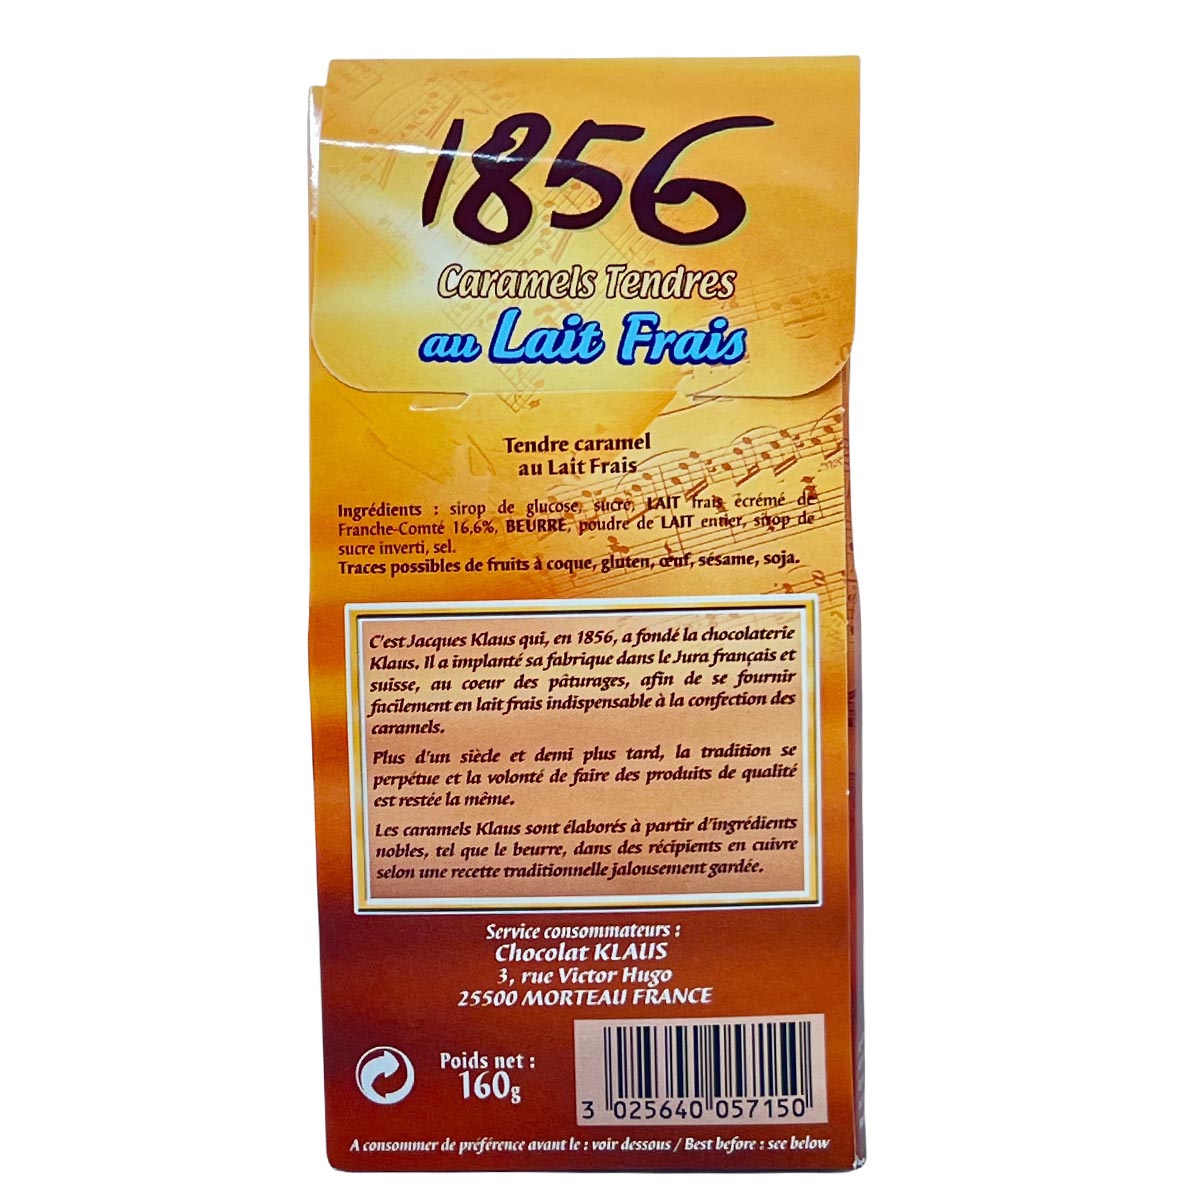 1856
Caramels Tendres
au Lait Frais
Tendre caramel
au Lait Frais
Ingrédients : sirop de glucose, sucre, LAIT frais écrémé de
Franche-Comté 16,6%, BEURRE, poudre de LAIT entier, sirop de
sucre inverti, sel.
Traces possibles de fruits à coque, gluten, œuf, sésame, soja.
C'est Jacques Klaus qui, en 1856, a fondé la chocolaterie
Klaus. Il a implanté sa fabrique dans le Jura français et
suisse, au coeur des pâturages, afin de se fournir
facilement en lait frais indispensable à la confection des
caramels.
Plus d'un siècle et demi plus tard, la tradition se
perpétue et la volonté de faire des produits de qualité
est restée la même.
Les caramels Klaus sont élaborés à partir d'ingrédients
nobles, tel que le beurre, dans des récipients en cuivre
selon une recette traditionnelle jalousement gardée.
Service consommateurs :
Chocolat KLAUS
3, rue Victor Hugo
25500 MORTEAU FRANCE
Poids net :
160g
3 025640 057150
A consommer de préférence avant le : voir dessous / Best before : see below